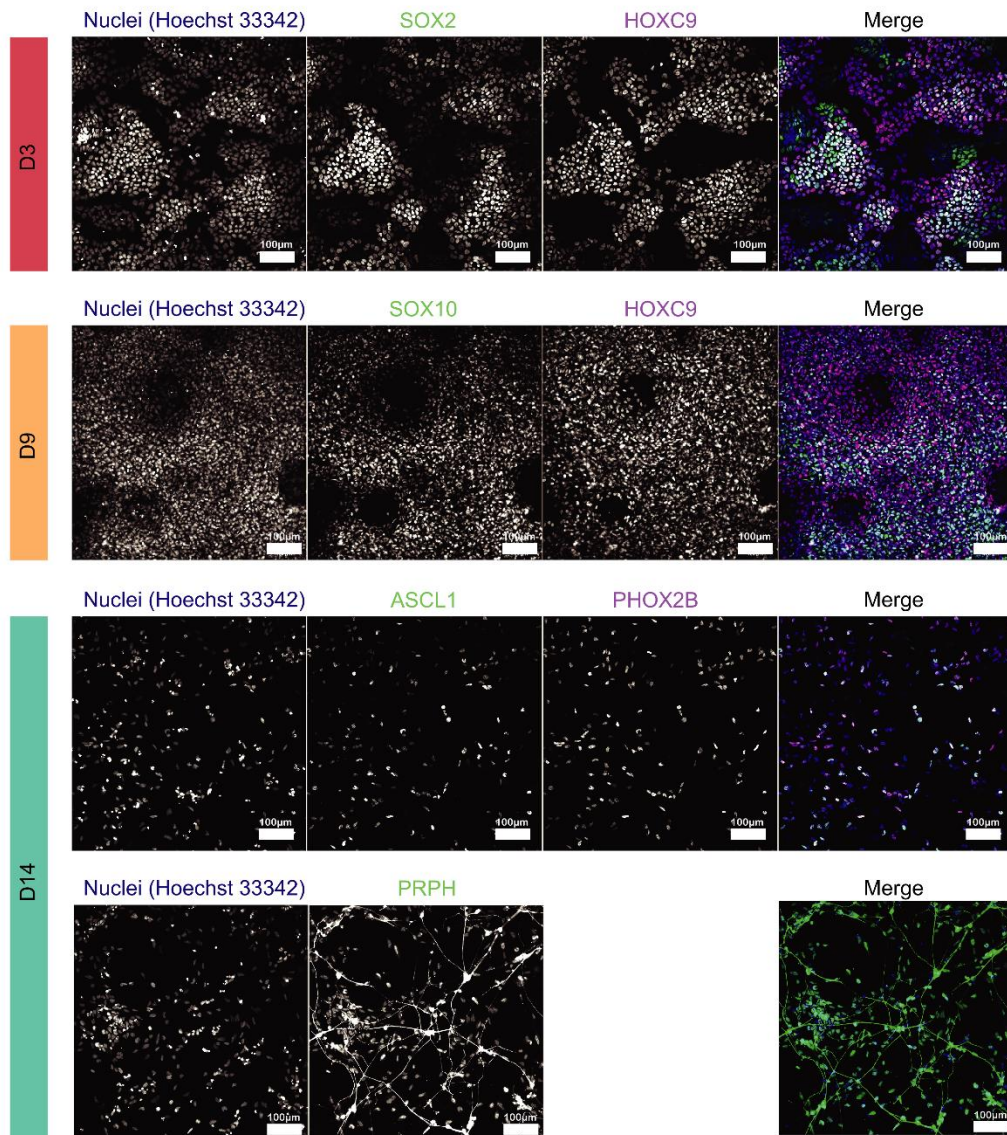 Nuclei (Hoechst 33342) SOX2 HOXC9 Merge
D3
100µm 100µm 100µm 100µm
Nuclei (Hoechst 33342) SOX10 HOXC9 Merge
D9
100µm 100µm 100µm 100µm
Nuclei (Hoechst 33342) ASCL1 PHOX2B Merge
100µm 100µm 100µm 100µm
D14
Nuclei (Hoechst 33342) PRPH Merge
100µm 100µm 100µm